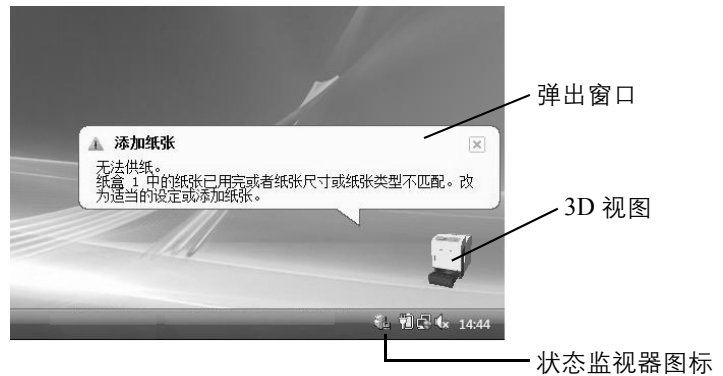 弹出窗口
添加纸张
无法供纸。
纸盒 1 中的纸张已用完或者纸张尺寸或纸张类型不匹配。改
为适当的设定或添加纸张。
3D 视图
14:44
状态监视器图标